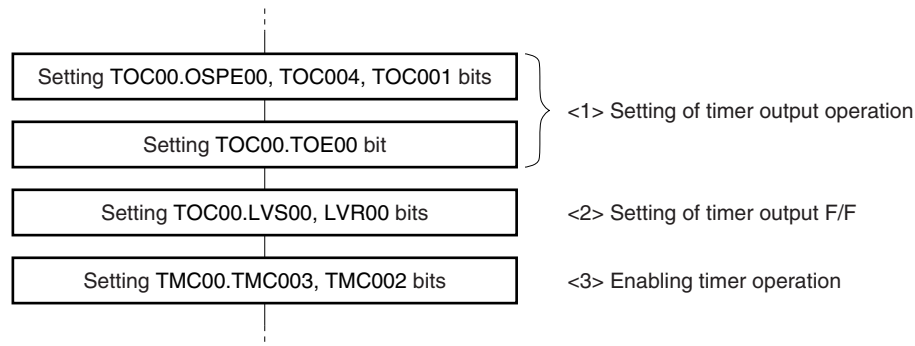 Setting TOC00.OSPE00, TOC004, TOC001 bits
<1> Setting of timer output operation
Setting TOC00.TOE00 bit
Setting TOC00.LVS00, LVR00 bits
<2> Setting of timer output F/F
Setting TMC00.TMC003, TMC002 bits
<3> Enabling timer operation